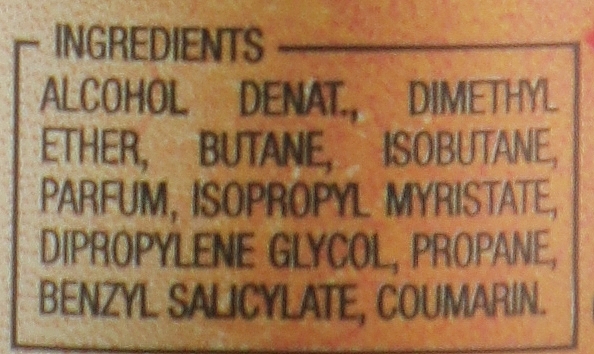 INGREDIENTS
ALCOHOL DENAT., DIMETHYL
ETHER, BUTANE, ISOBUTANE,
PARFUM, ISOPROPYL MYRISTATE,
DIPROPYLENE GLYCOL, PROPANE,
BENZYL SALICYLATE, COUMARIN.